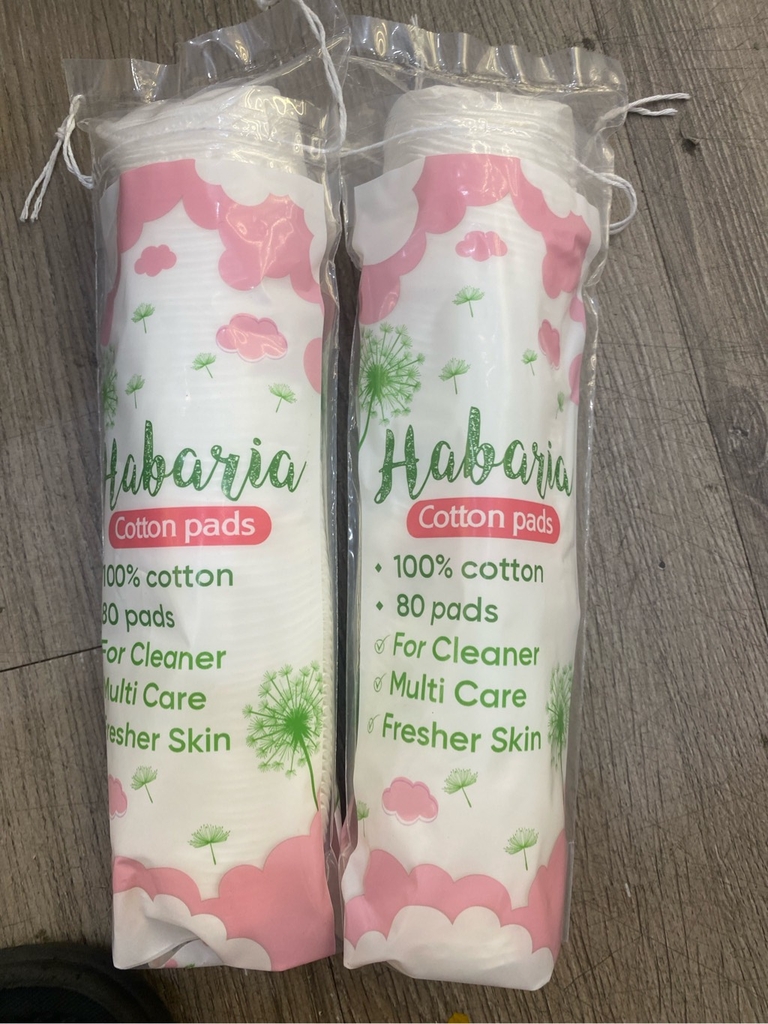 Habaria
Cotton pads
100% cotton
80 pads
For Cleaner
Multi Care
Fresher Skin
Habaria
Cotton pads
• 100% cotton
• 80 pads
For Cleaner
Multi Care
Fresher Skin